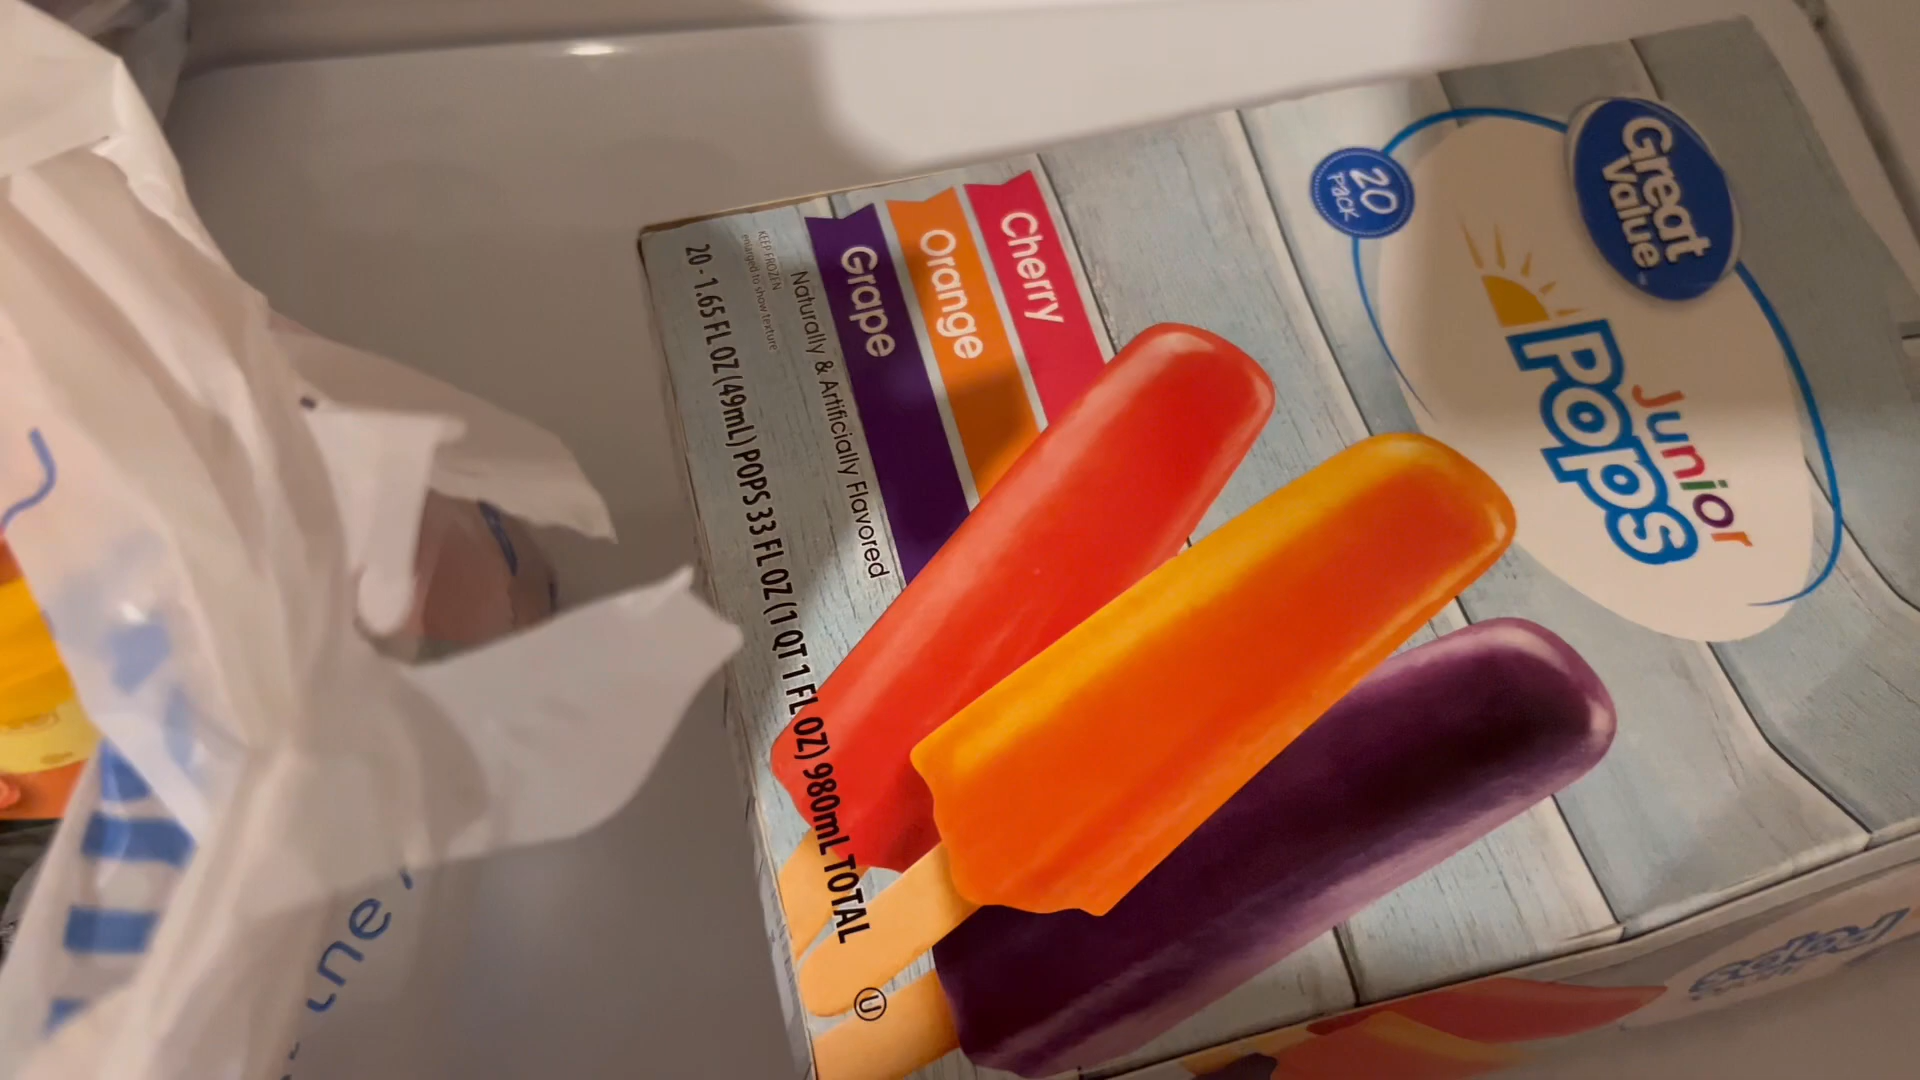 Great
Value
20
PACK
Junior
Pops
Cherry
Orange
Grape
Naturally & Artificially Flavored
KEEP FROZEN
enlarged to show texture
20 - 1.65 FL OZ (49mL) POPS 33 FL OZ (1 QT 1 FL OZ) 980mL TOTAL
U
Pops